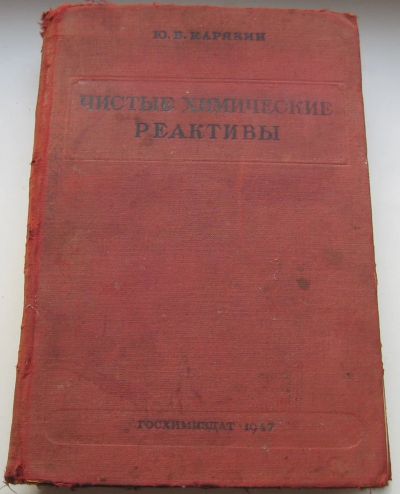 Ю. В. КАРЯКИН
ЧИСТЫЕ ХИМИЧЕСКИЕ
РЕАКТИВЫ
ГОСХИМИЗДАТ 1947